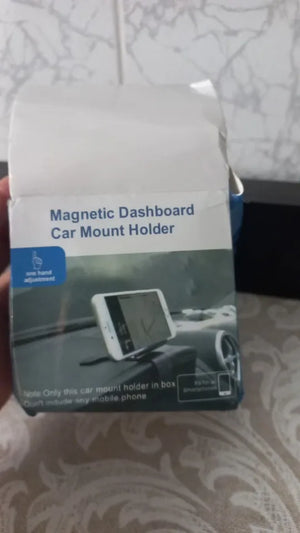 Magnetic Dashboard
Car Mount Holder
one hand
adjustment
Note:Only this car mount holder in box
Don't include any mobile phone